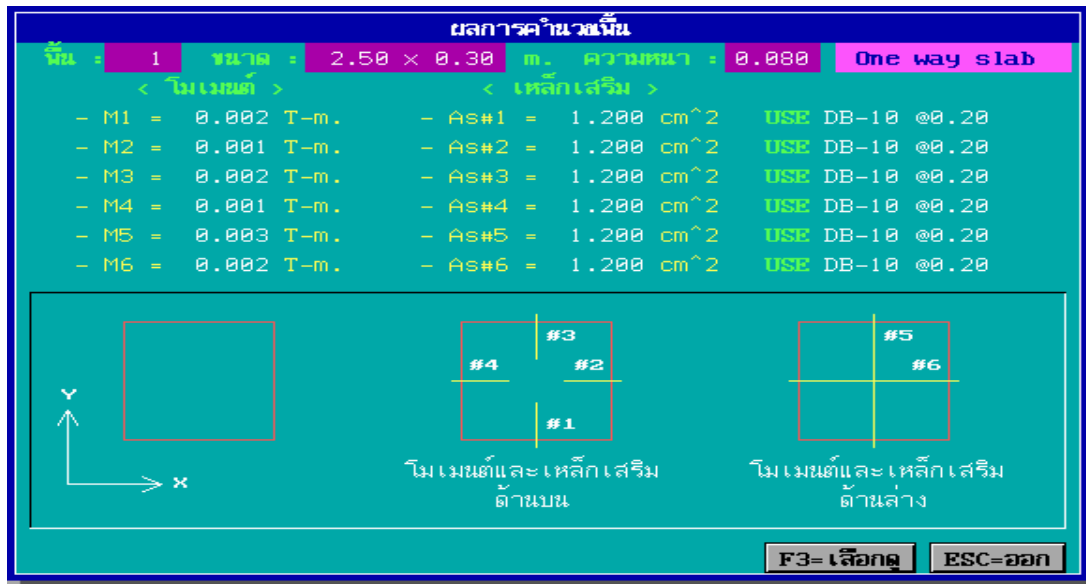 ผลการคำนวณพื้น
พื้น : 1 ขนาด : 2.50 × 0.30 m. ความหนา : 0.080 One way slab
< โมเมนต์ > < เหล็กเสริม >
- M1 = 0.002 T-m. - As#1 = 1.200 cm^2 USE DB-10 @0.20
- M2 = 0.001 T-m. - As#2 = 1.200 cm^2 USE DB-10 @0.20
- M3 = 0.002 T-m. - As#3 = 1.200 cm^2 USE DB-10 @0.20
- M4 = 0.001 T-m. - As#4 = 1.200 cm^2 USE DB-10 @0.20
- M5 = 0.003 T-m. - As#5 = 1.200 cm^2 USE DB-10 @0.20
- M6 = 0.002 T-m. - As#6 = 1.200 cm^2 USE DB-10 @0.20
#3 #5
#4 #2 #6
Y
#1
X
โมเมนต์และเหล็กเสริม โมเมนต์และเหล็กเสริม
ด้านบน ด้านล่าง
F3=เลือกดู ESC=ออก